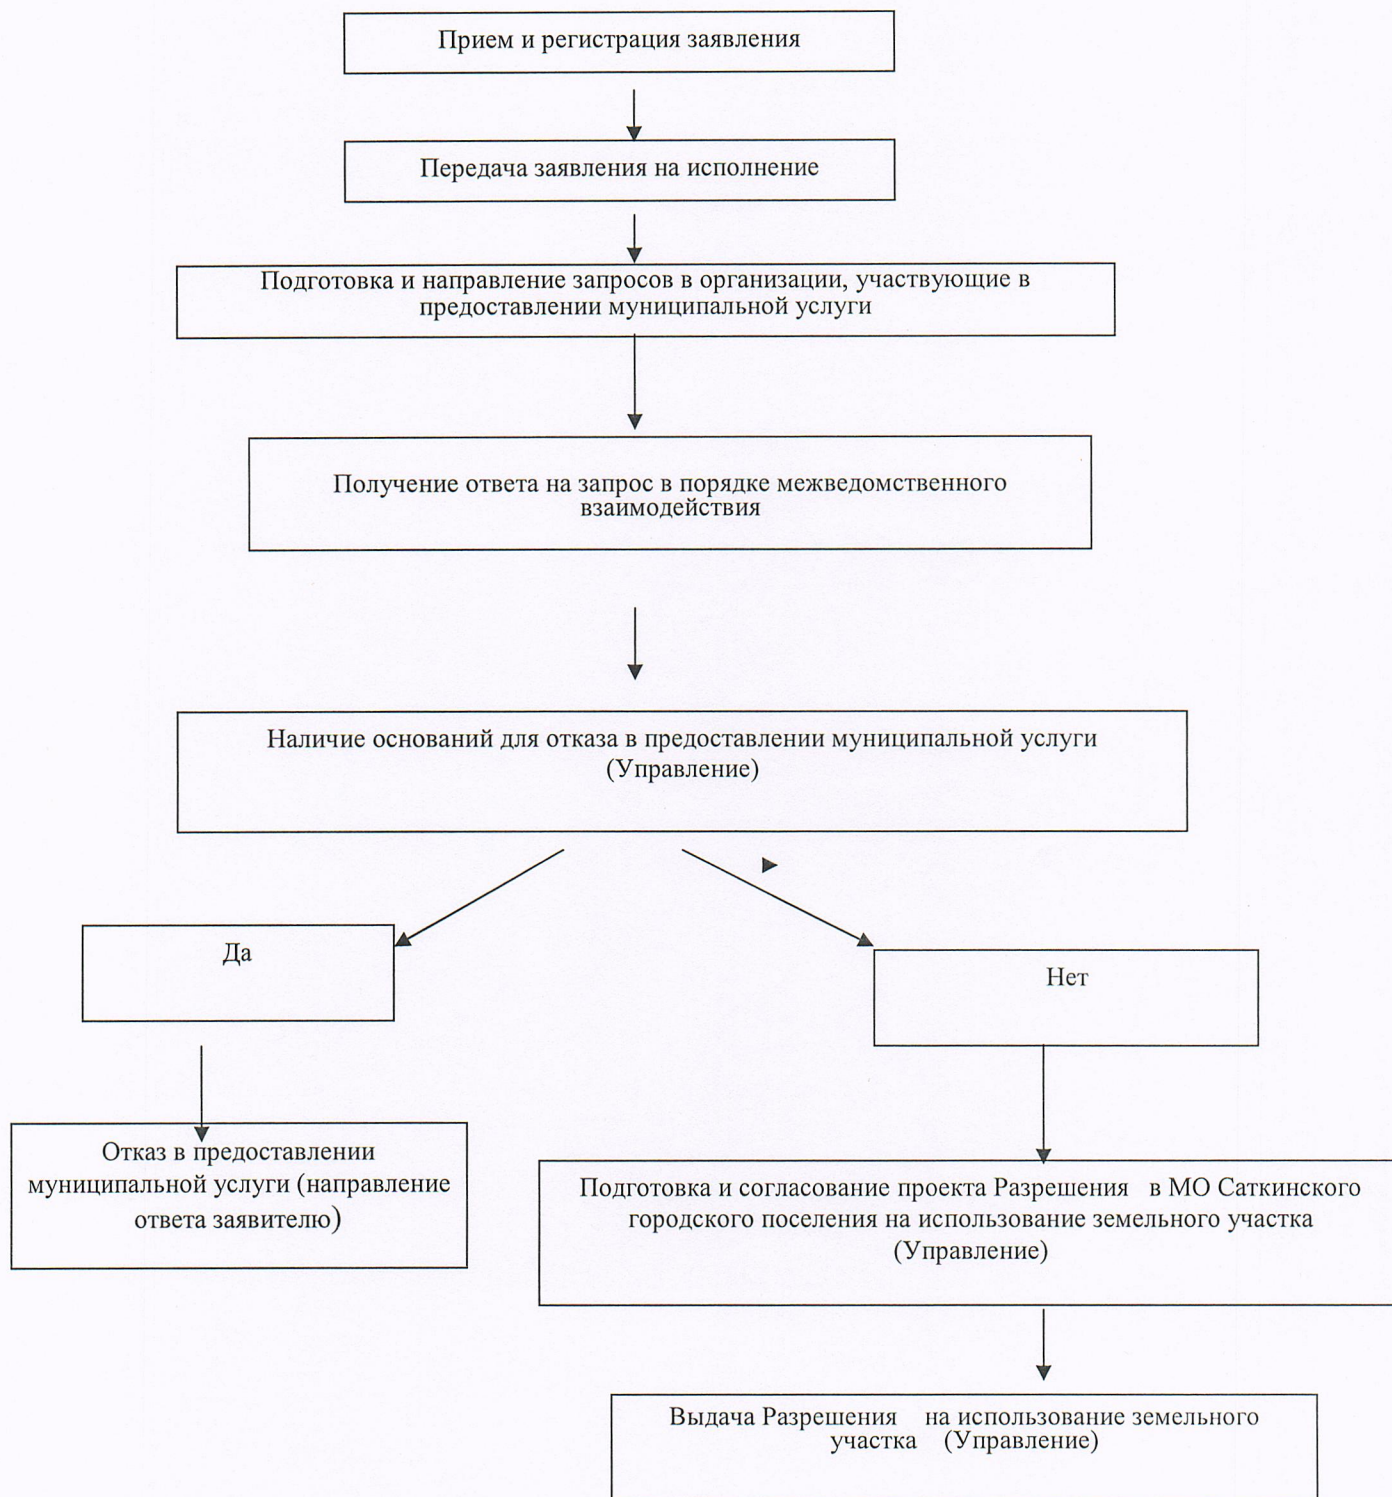 Прием и регистрация заявления
Передача заявления на исполнение
Подготовка и направление запросов в организации, участвующие в
предоставлении муниципальной услуги
Получение ответа на запрос в порядке межведомственного
взаимодействия
Наличие оснований для отказа в предоставлении муниципальной услуги
(Управление)
Да
Нет
Отказ в предоставлении
муниципальной услуги (направление
ответа заявителю)
Подготовка и согласование проекта Разрешения в МО Саткинского
городского поселения на использование земельного участка
(Управление)
Выдача Разрешения на использование земельного
участка (Управление)